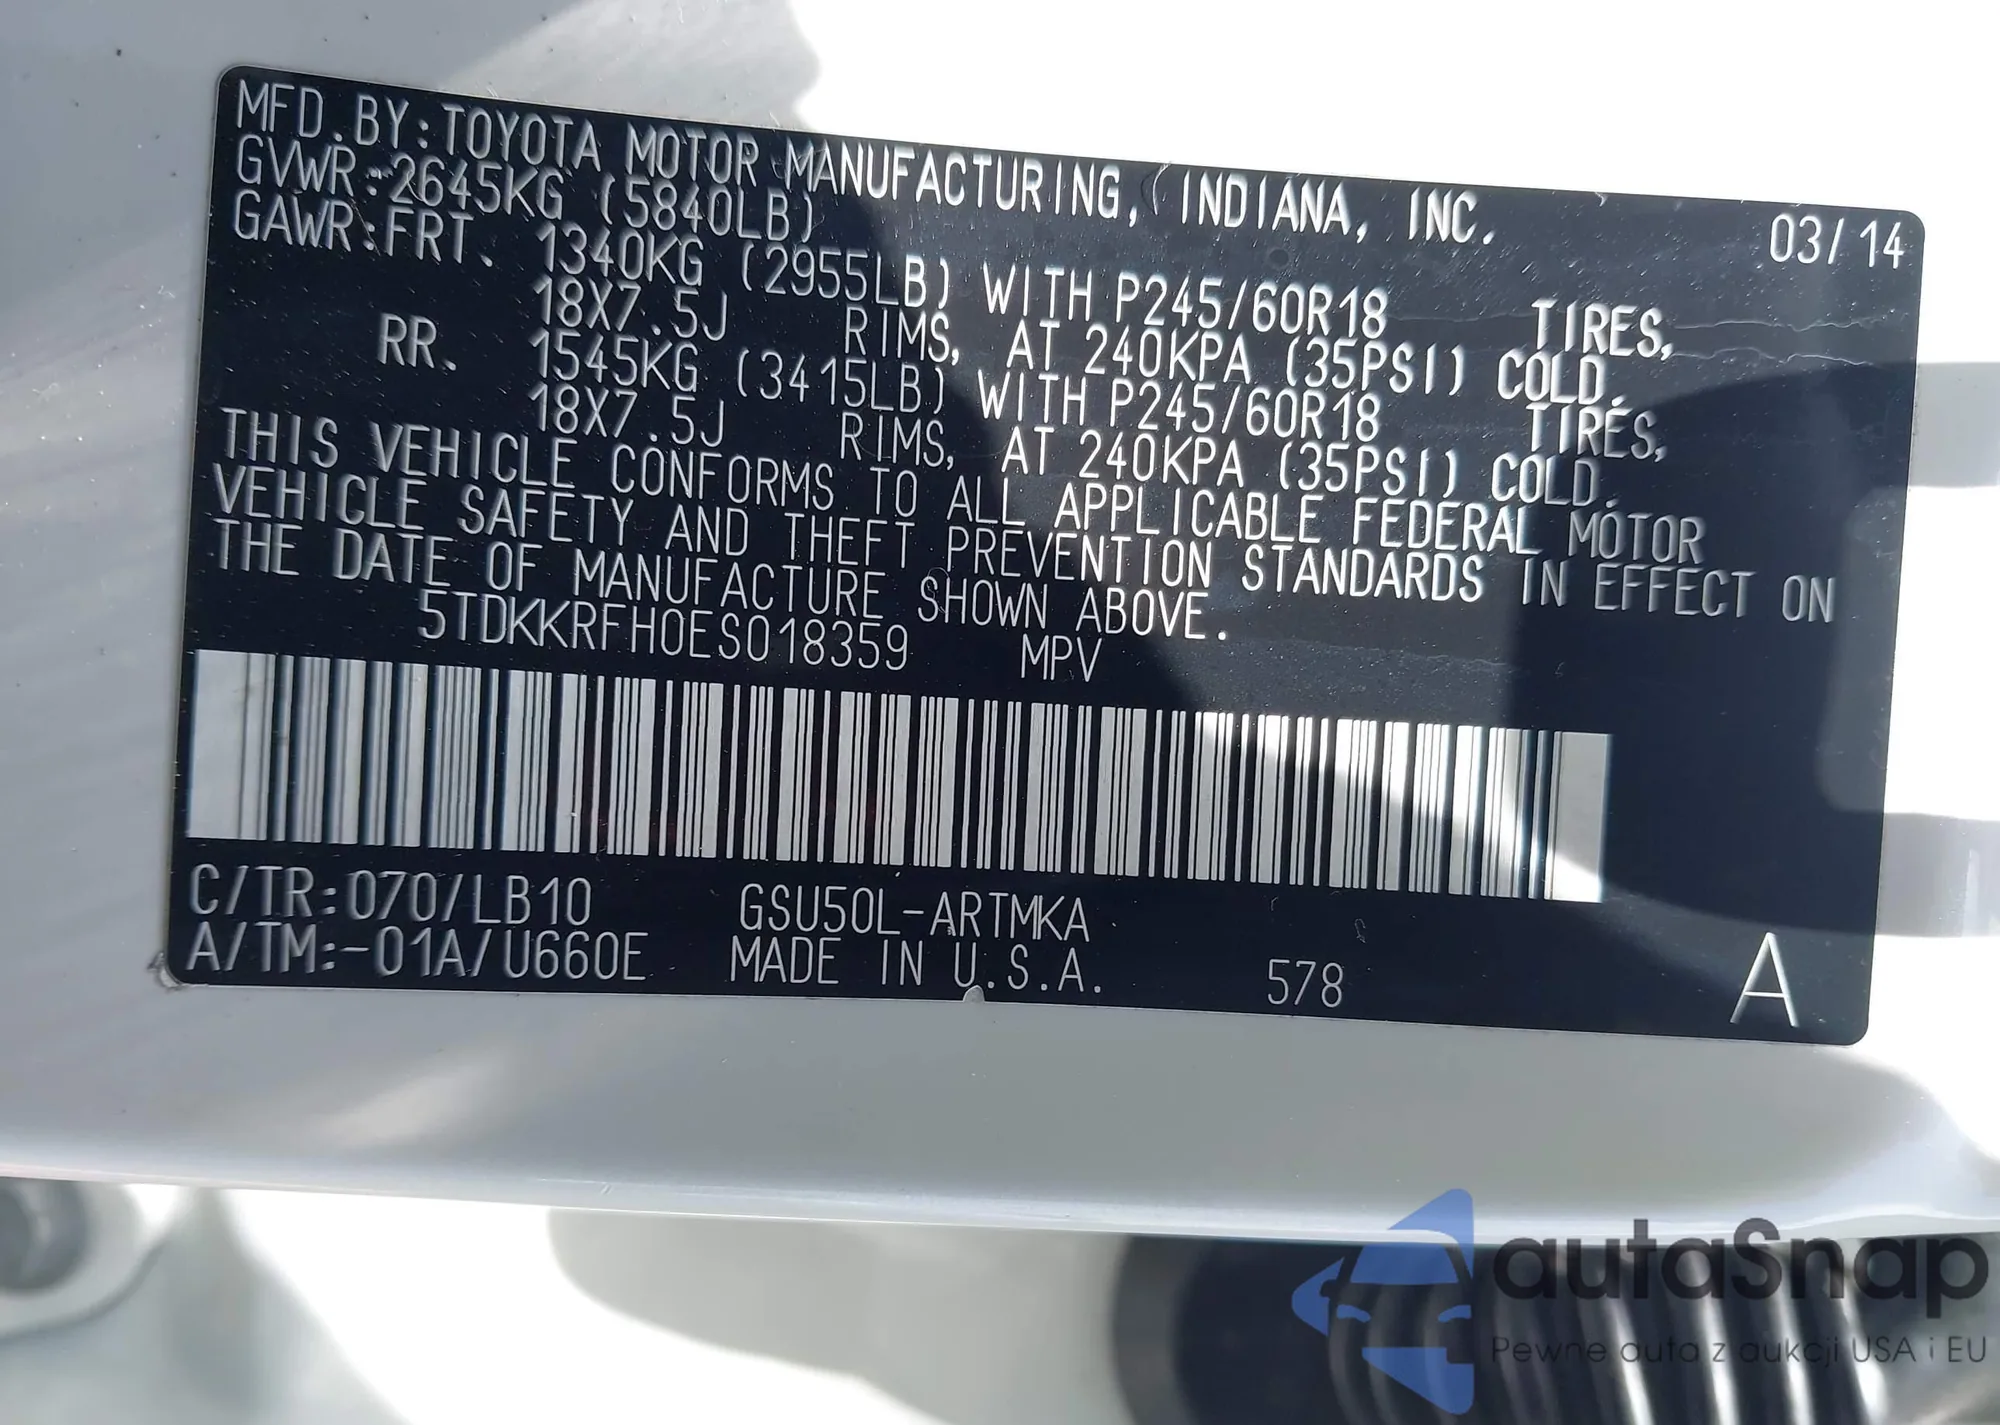 MFD.BY:TOYOTA MOTOR MANUFACTURING, INDIANA, INC. 03/14
GVWR:2645KG (5840LB)
GAWR:FRT. 1340KG (2955LB) WITH P245/60R18 TIRES,
18X7.5J RIMS, AT 240KPA (35PSI) COLD.
RR. 1545KG (3415LB) WITH P245/60R18 TIRES,
18X7.5J RIMS, AT 240KPA (35PSI) COLD.
THIS VEHICLE CONFORMS TO ALL APPLICABLE FEDERAL MOTOR
VEHICLE SAFETY AND THEFT PREVENTION STANDARDS IN EFFECT ON
THE DATE OF MANUFACTURE SHOWN ABOVE.
5TDKKRFH0ES018359 MPV
C/TR:070/LB10 GSU50L-ARTMKA
A/TM:-01A/U660E MADE IN U.S.A. 578 A
autoSnap
Pewne auta z aukcji USA i EU